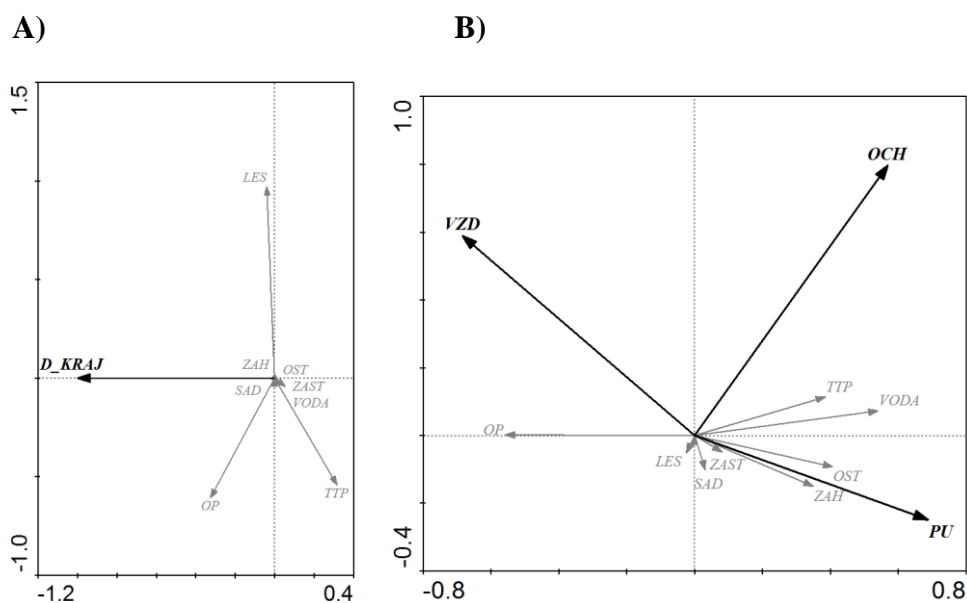 A)
1.5
LES
D_KRAJ
ZAH
OST
SAD
ZAST
VODA
OP
TTP
-1.0
-1.2
0.4
B)
1.0
OCH
VZD
TTP
VODA
OP
LES
ZAST
SAD
OST
ZAH
PU
-0.4
-0.8
0.8